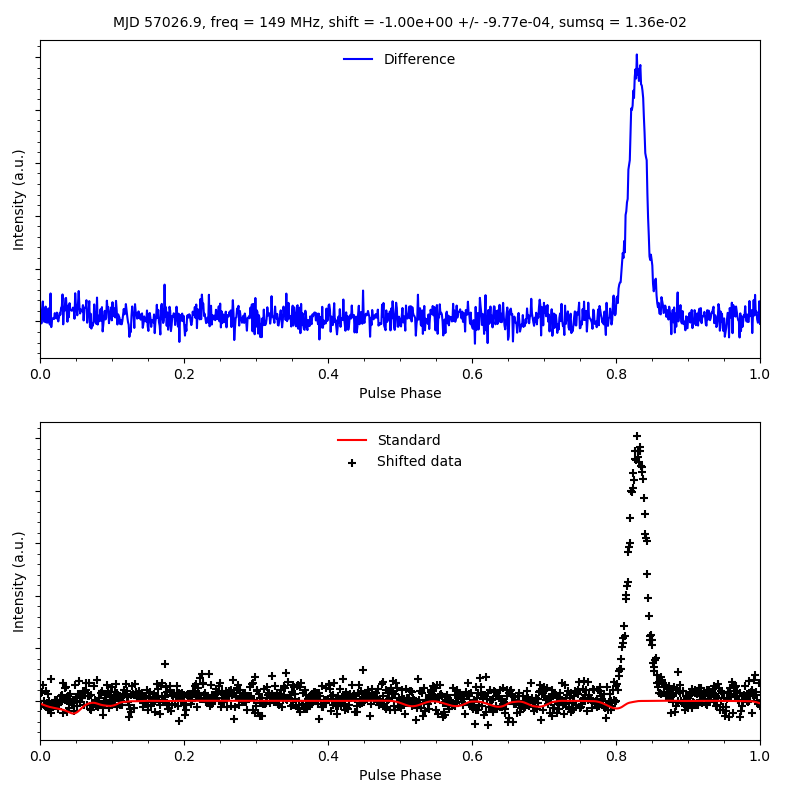 MJD 57026.9, freq = 149 MHz, shift = -1.00e+00 +/- -9.77e-04, sumsq = 1.36e-02
Difference
Intensity (a.u.)
0.0 0.2 0.4 0.6 0.8 1.0
Pulse Phase
Standard
Shifted data
Intensity (a.u.)
0.0 0.2 0.4 0.6 0.8 1.0
Pulse Phase